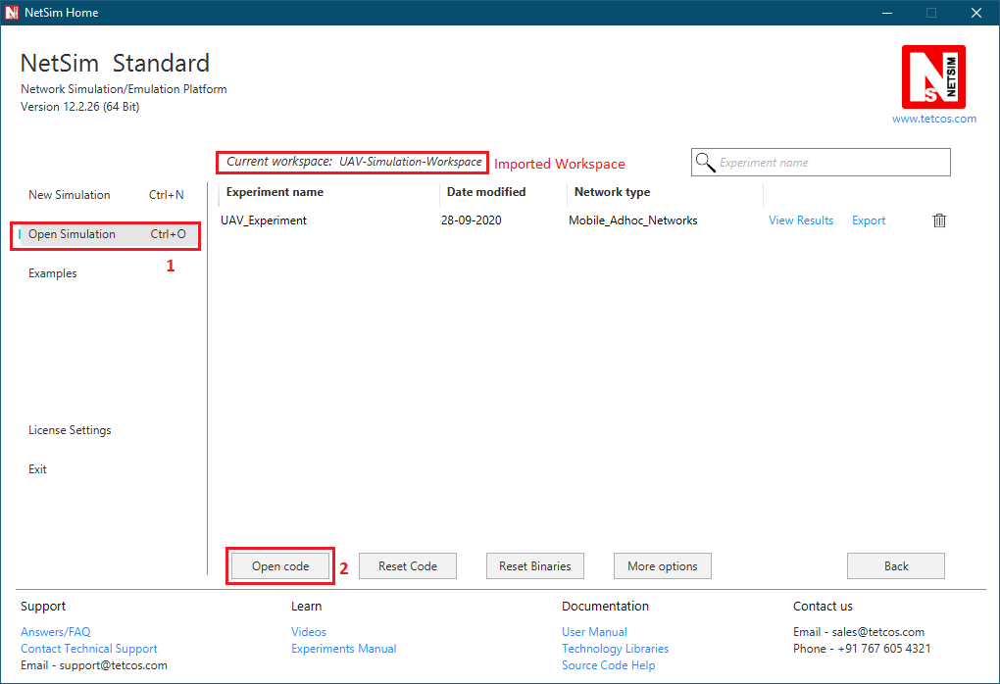 NetSim Home
NetSim Standard
Network Simulation/Emulation Platform
Version 12.2.26 (64 Bit)
NS NETSIM
www.tetcos.com
Current workspace: UAV-Simulation-Workspace Imported Workspace
Experiment name
New Simulation Ctrl+N
Open Simulation Ctrl+O
1
Examples
License Settings
Exit
Experiment name Date modified Network type
UAV_Experiment 28-09-2020 Mobile_Adhoc_Networks View Results Export
Open code 2 Reset Code Reset Binaries More options Back
Support
Answers/FAQ
Contact Technical Support
Email - support@tetcos.com
Learn
Videos
Experiments Manual
Documentation
User Manual
Technology Libraries
Source Code Help
Contact us
Email - sales@tetcos.com
Phone - +91 767 605 4321